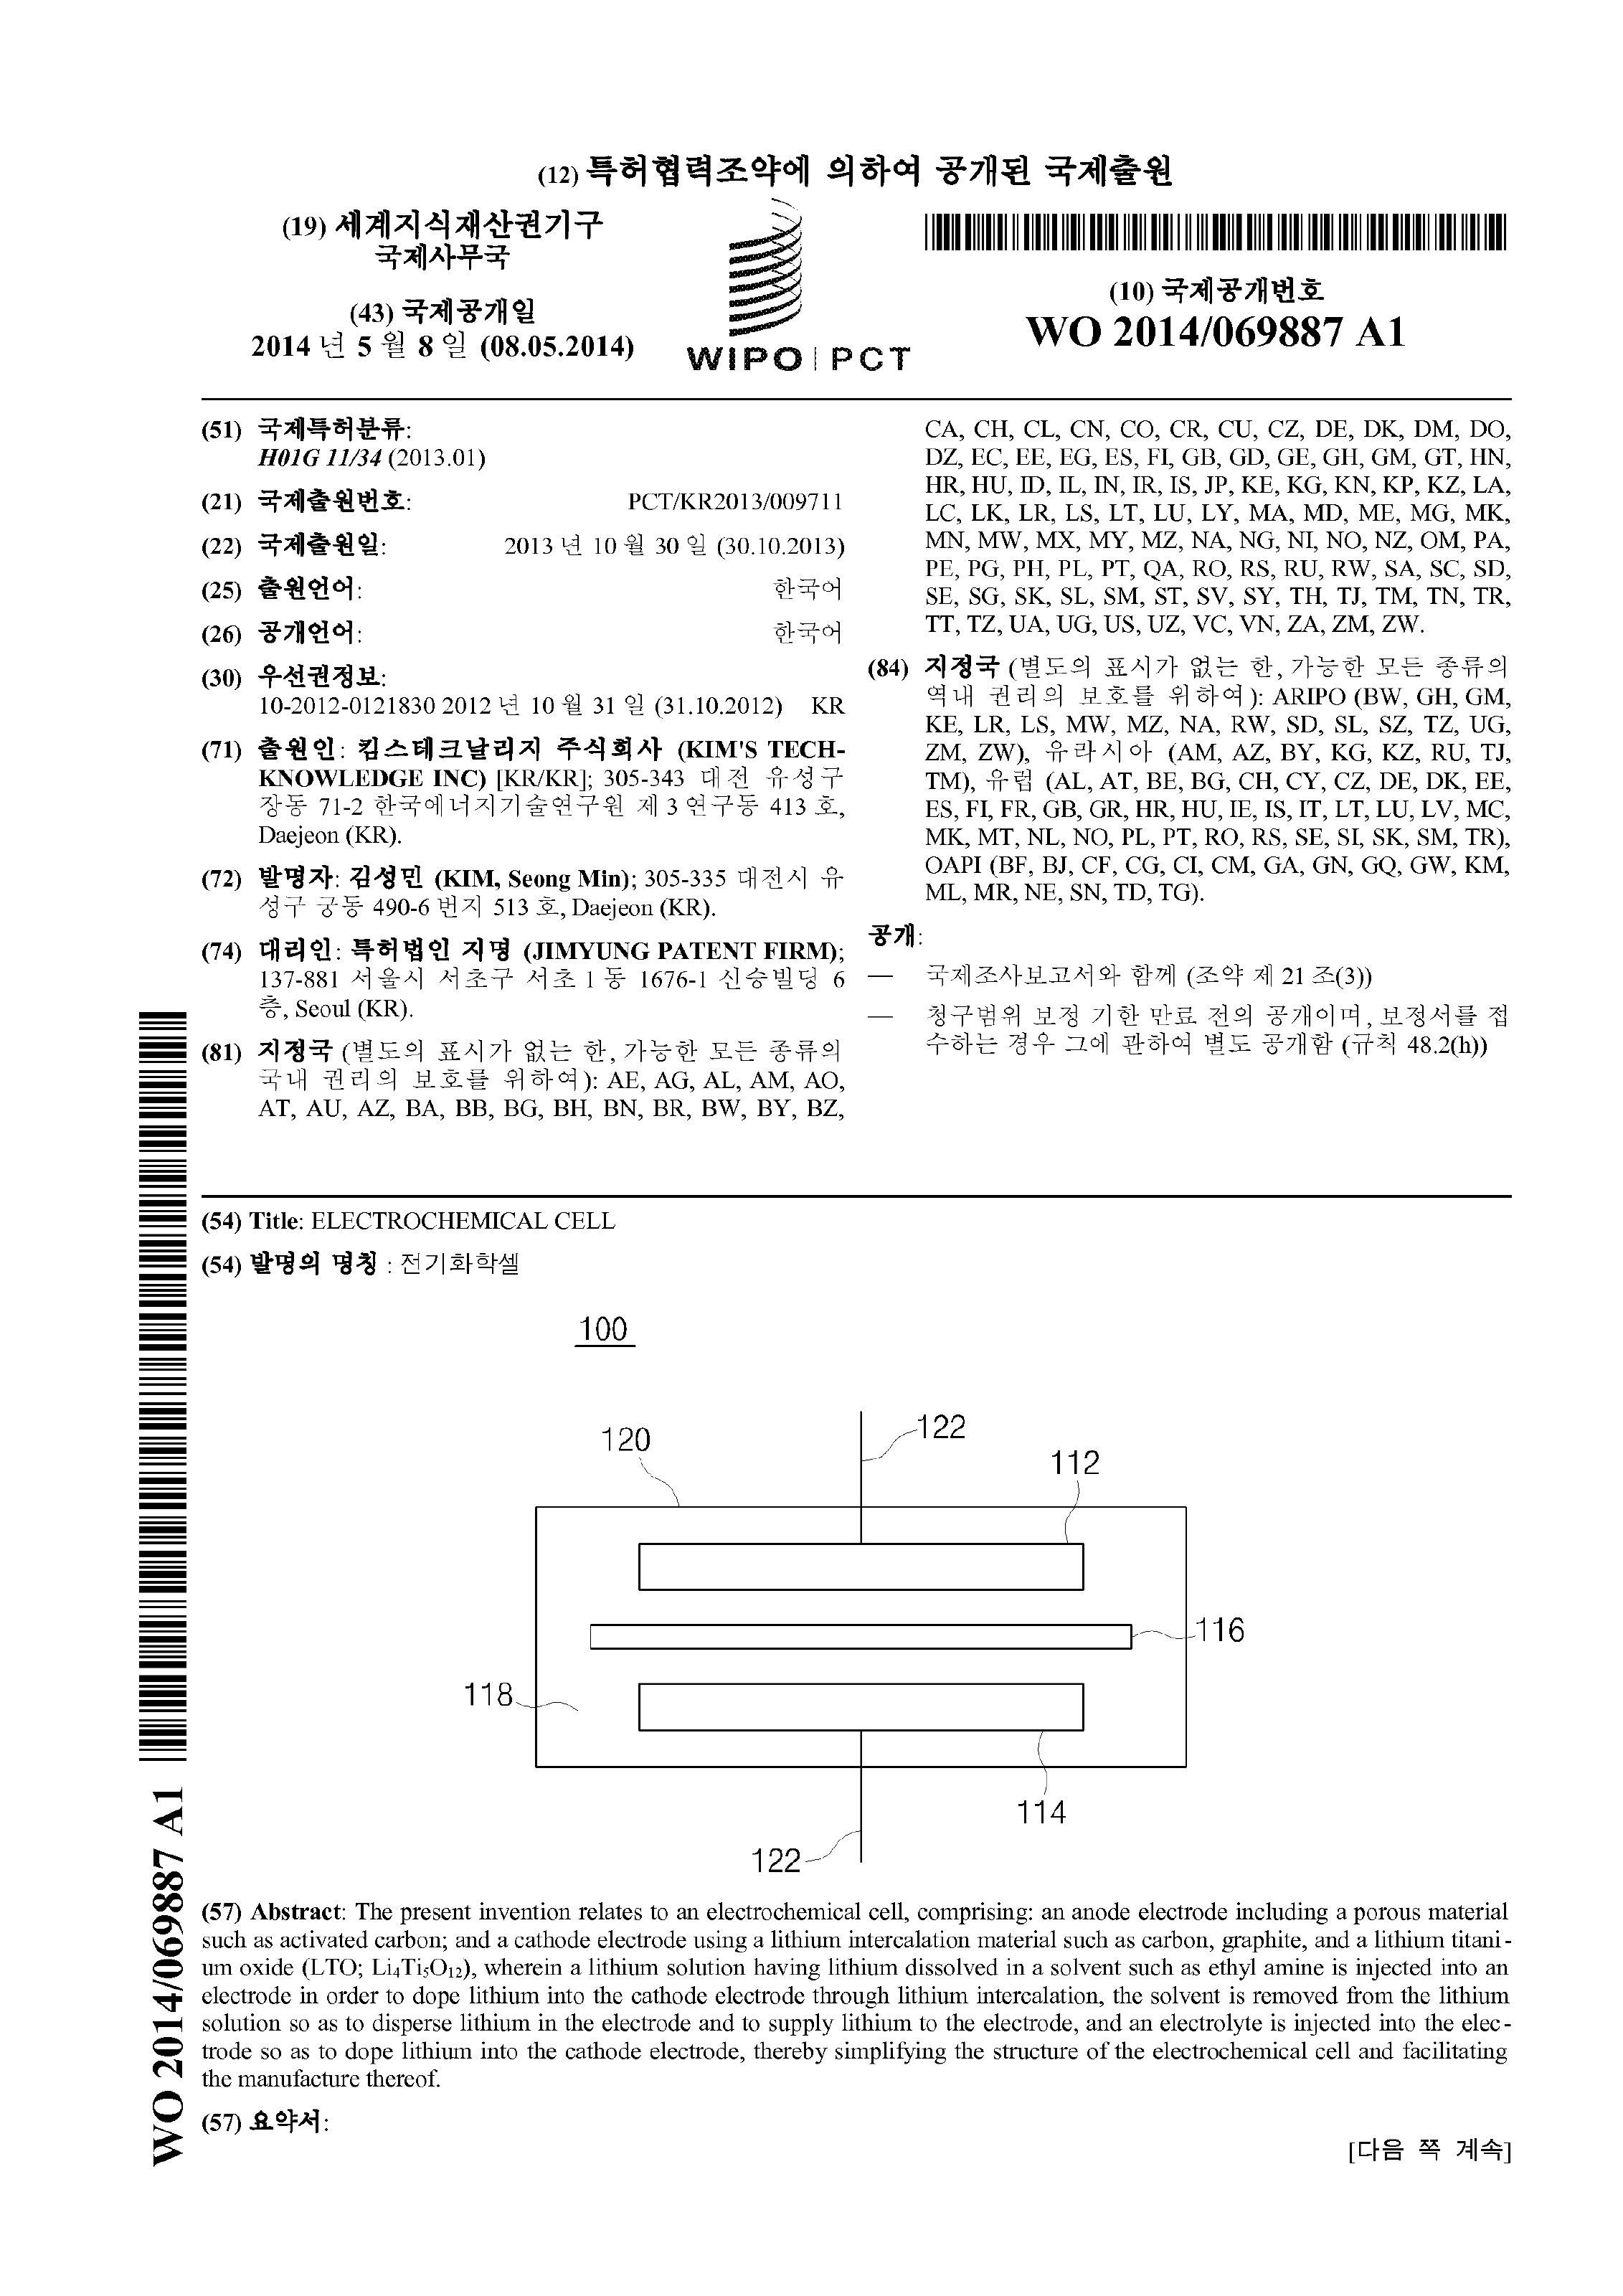 (12) 특허협력조약에 의하여 공개된 국제출원
(19) 세계지식재산권기구
국제사무국
(43) 국제공개일
2014 년 5 월 8 일 (08.05.2014)
WIPO | PCT
(10) 국제공개번호
WO 2014/069887 A1
(51) 국제특허분류:
H01G 11/34 (2013.01)
(21) 국제출원번호: PCT/KR2013/009711
(22) 국제출원일: 2013 년 10 월 30 일 (30.10.2013)
(25) 출원언어: 한국어
(26) 공개언어: 한국어
(30) 우선권정보:
10-2012-0121830 2012 년 10 월 31 일 (31.10.2012) KR
(71) 출원인: 킴스테크날리지 주식회사 (KIM'S TECH-
KNOWLEDGE INC) [KR/KR]; 305-343 대전 유성구
장동 71-2 한국에너지기술연구원 제 3 연구동 413 호,
Daejeon (KR).
(72) 발명자: 김성민 (KIM, Seong Min); 305-335 대전시 유
성구 궁동 490-6 번지 513 호, Daejeon (KR).
(74) 대리인: 특허법인 지명 (JIMYUNG PATENT FIRM);
137-881 서울시 서초구 서초 1 동 1676-1 신승빌딩 6
층, Seoul (KR).
(81) 지정국 (별도의 표시가 없는 한, 가능한 모든 종류의
국내 권리의 보호를 위하여): AE, AG, AL, AM, AO,
AT, AU, AZ, BA, BB, BG, BH, BN, BR, BW, BY, BZ,
CA, CH, CL, CN, CO, CR, CU, CZ, DE, DK, DM, DO,
DZ, EC, EE, EG, ES, FI, GB, GD, GE, GH, GM, GT, HN,
HR, HU, ID, IL, IN, IR, IS, JP, KE, KG, KN, KP, KZ, LA,
LC, LK, LR, LS, LT, LU, LY, MA, MD, ME, MG, MK,
MN, MW, MX, MY, MZ, NA, NG, NI, NO, NZ, OM, PA,
PE, PG, PH, PL, PT, QA, RO, RS, RU, RW, SA, SC, SD,
SE, SG, SK, SL, SM, ST, SV, SY, TH, TJ, TM, TN, TR,
TT, TZ, UA, UG, US, UZ, VC, VN, ZA, ZM, ZW.
(84) 지정국 (별도의 표시가 없는 한, 가능한 모든 종류의
역내 권리의 보호를 위하여): ARIPO (BW, GH, GM,
KE, LR, LS, MW, MZ, NA, RW, SD, SL, SZ, TZ, UG,
ZM, ZW), 유라시아 (AM, AZ, BY, KG, KZ, RU, TJ,
TM), 유럽 (AL, AT, BE, BG, CH, CY, CZ, DE, DK, EE,
ES, FI, FR, GB, GR, HR, HU, IE, IS, IT, LT, LU, LV, MC,
MK, MT, NL, NO, PL, PT, RO, RS, SE, SI, SK, SM, TR),
OAPI (BF, BJ, CF, CG, CI, CM, GA, GN, GQ, GW, KM,
ML, MR, NE, SN, TD, TG).
공개:
— 국제조사보고서와 함께 (조약 제 21 조(3))
— 청구범위 보정 기한 만료 전의 공개이며, 보정서를 접
수하는 경우 그에 관하여 별도 공개함 (규칙 48.2(h))
(54) Title: ELECTROCHEMICAL CELL
(54) 발명의 명칭 : 전기화학셀
100
120
122
112
116
118
114
122
(57) Abstract: The present invention relates to an electrochemical cell, comprising: an anode electrode including a porous material
such as activated carbon; and a cathode electrode using a lithium intercalation material such as carbon, graphite, and a lithium titani-
um oxide (LTO; Li₄Ti₅O₁₂), wherein a lithium solution having lithium dissolved in a solvent such as ethyl amine is injected into an
electrode in order to dope lithium into the cathode electrode through lithium intercalation, the solvent is removed from the lithium
solution so as to disperse lithium in the electrode and to supply lithium to the electrode, and an electrolyte is injected into the elec-
trode so as to dope lithium into the cathode electrode, thereby simplifying the structure of the electrochemical cell and facilitating
the manufacture thereof.
(57) 요약서:
[다음 쪽 계속]
WO 2014/069887 A1